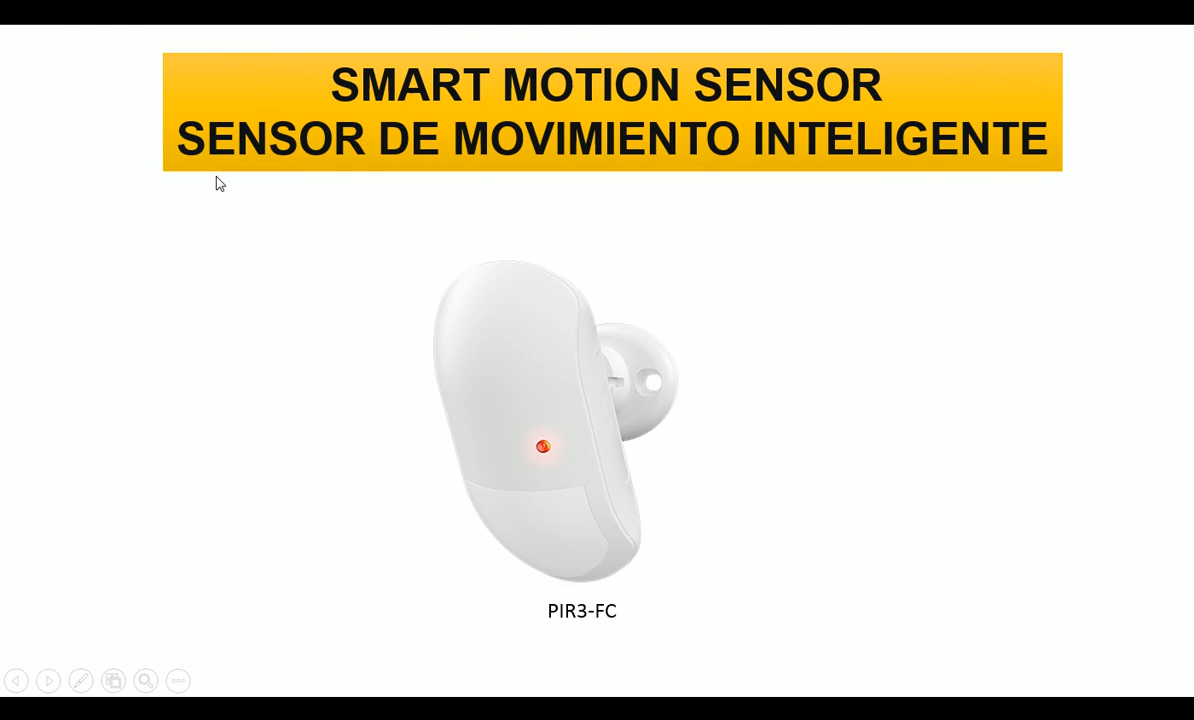 SMART MOTION SENSOR
SENSOR DE MOVIMIENTO INTELIGENTE
PIR3-FC